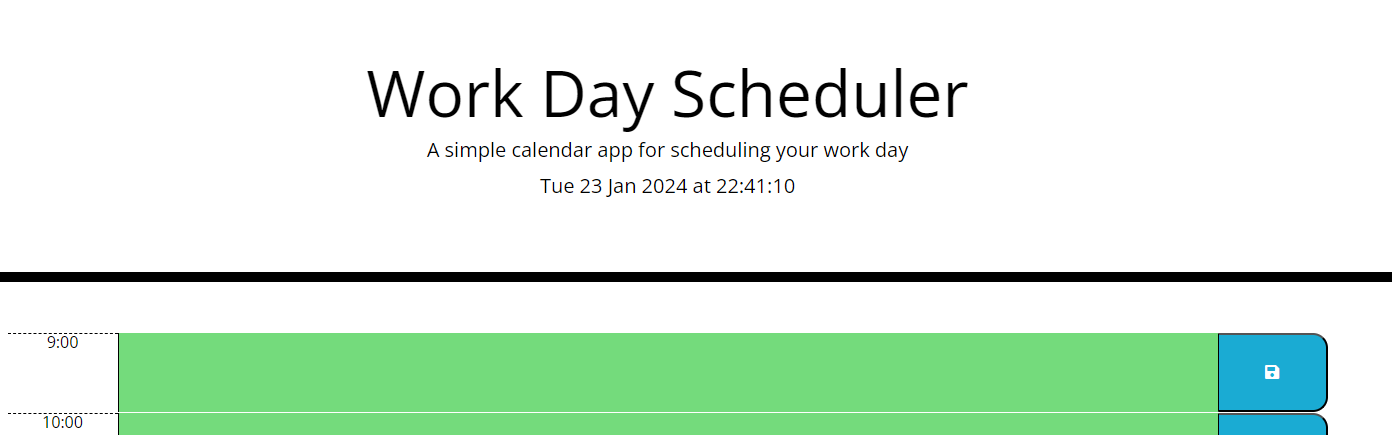 Work Day Scheduler
A simple calendar app for scheduling your work day
Tue 23 Jan 2024 at 22:41:10
9:00
10:00